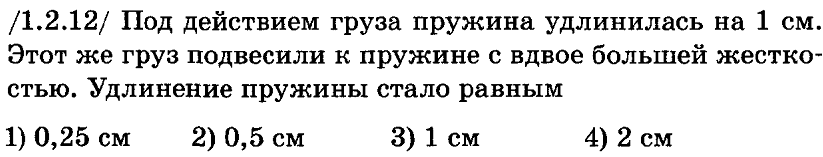 /1.2.12/ Под действием груза пружина удлинилась на 1 см.
Этот же груз подвесили к пружине с вдвое большей жестко-
стью. Удлинение пружины стало равным
1) 0,25 см 2) 0,5 см 3) 1 см 4) 2 см